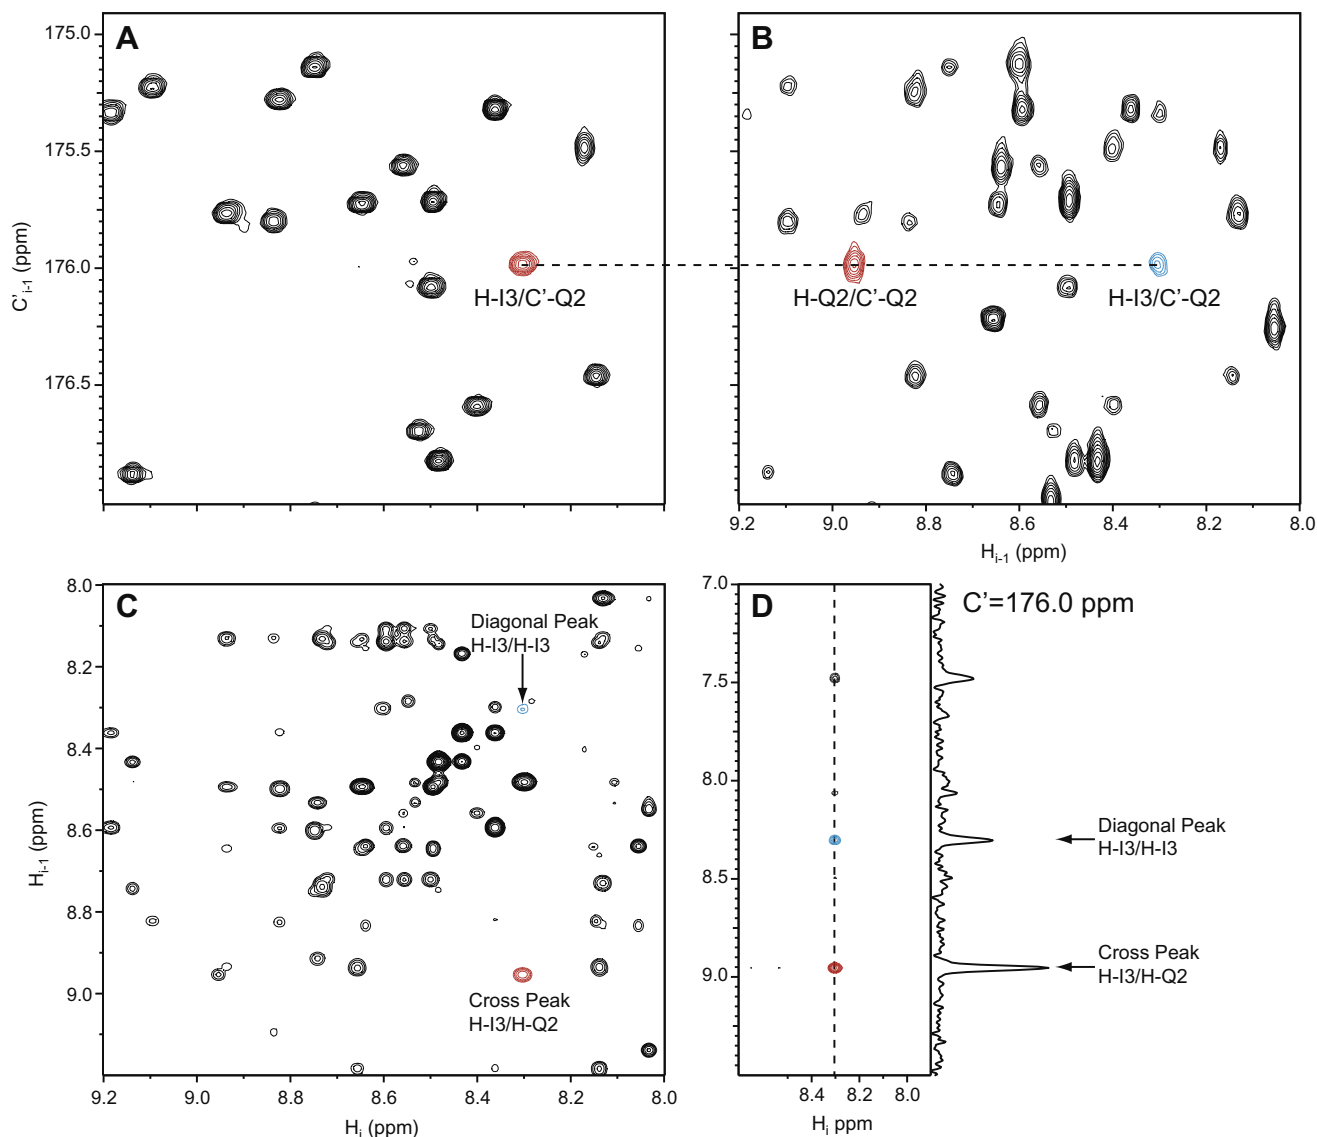 A
B
175.0
175.5
176.0
176.5
C'i-1 (ppm)
H-I3/C'-Q2
H-Q2/C'-Q2
H-I3/C'-Q2
9.2 9.0 8.8 8.6 8.4 8.2 8.0
Hi-1 (ppm)
C
D
C'=176.0 ppm
8.0
8.2
8.4
8.6
8.8
9.0
Hi-1 (ppm)
Diagonal Peak
H-I3/H-I3
Cross Peak
H-I3/H-Q2
9.2 9.0 8.8 8.6 8.4 8.2 8.0
Hi (ppm)
7.0
7.5
8.0
8.5
9.0
Diagonal Peak
H-I3/H-I3
Cross Peak
H-I3/H-Q2
8.4 8.0
Hi ppm